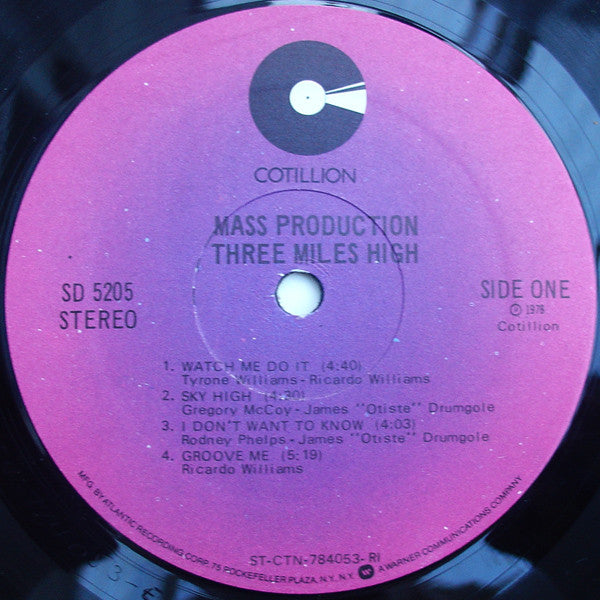 COTILLION
MASS PRODUCTION
THREE MILES HIGH
SD 5205
STEREO
SIDE ONE
Ⓟ 1978
Cotillion
1. WATCH ME DO IT (4:40)
Tyrone Williams - Ricardo Williams
2. SKY HIGH (4:30)
Gregory McCoy - James "Otiste" Drumgole
3. I DON'T WANT TO KNOW (4:03)
Rodney Phelps - James "Otiste" Drumgole
4. GROOVE ME (5:19)
Ricardo Williams
ST-CTN-784053-RI
MFG. BY ATLANTIC RECORDING CORP. 75 ROCKEFELLER PLAZA, N.Y. N.Y. A WARNER COMMUNICATIONS COMPANY